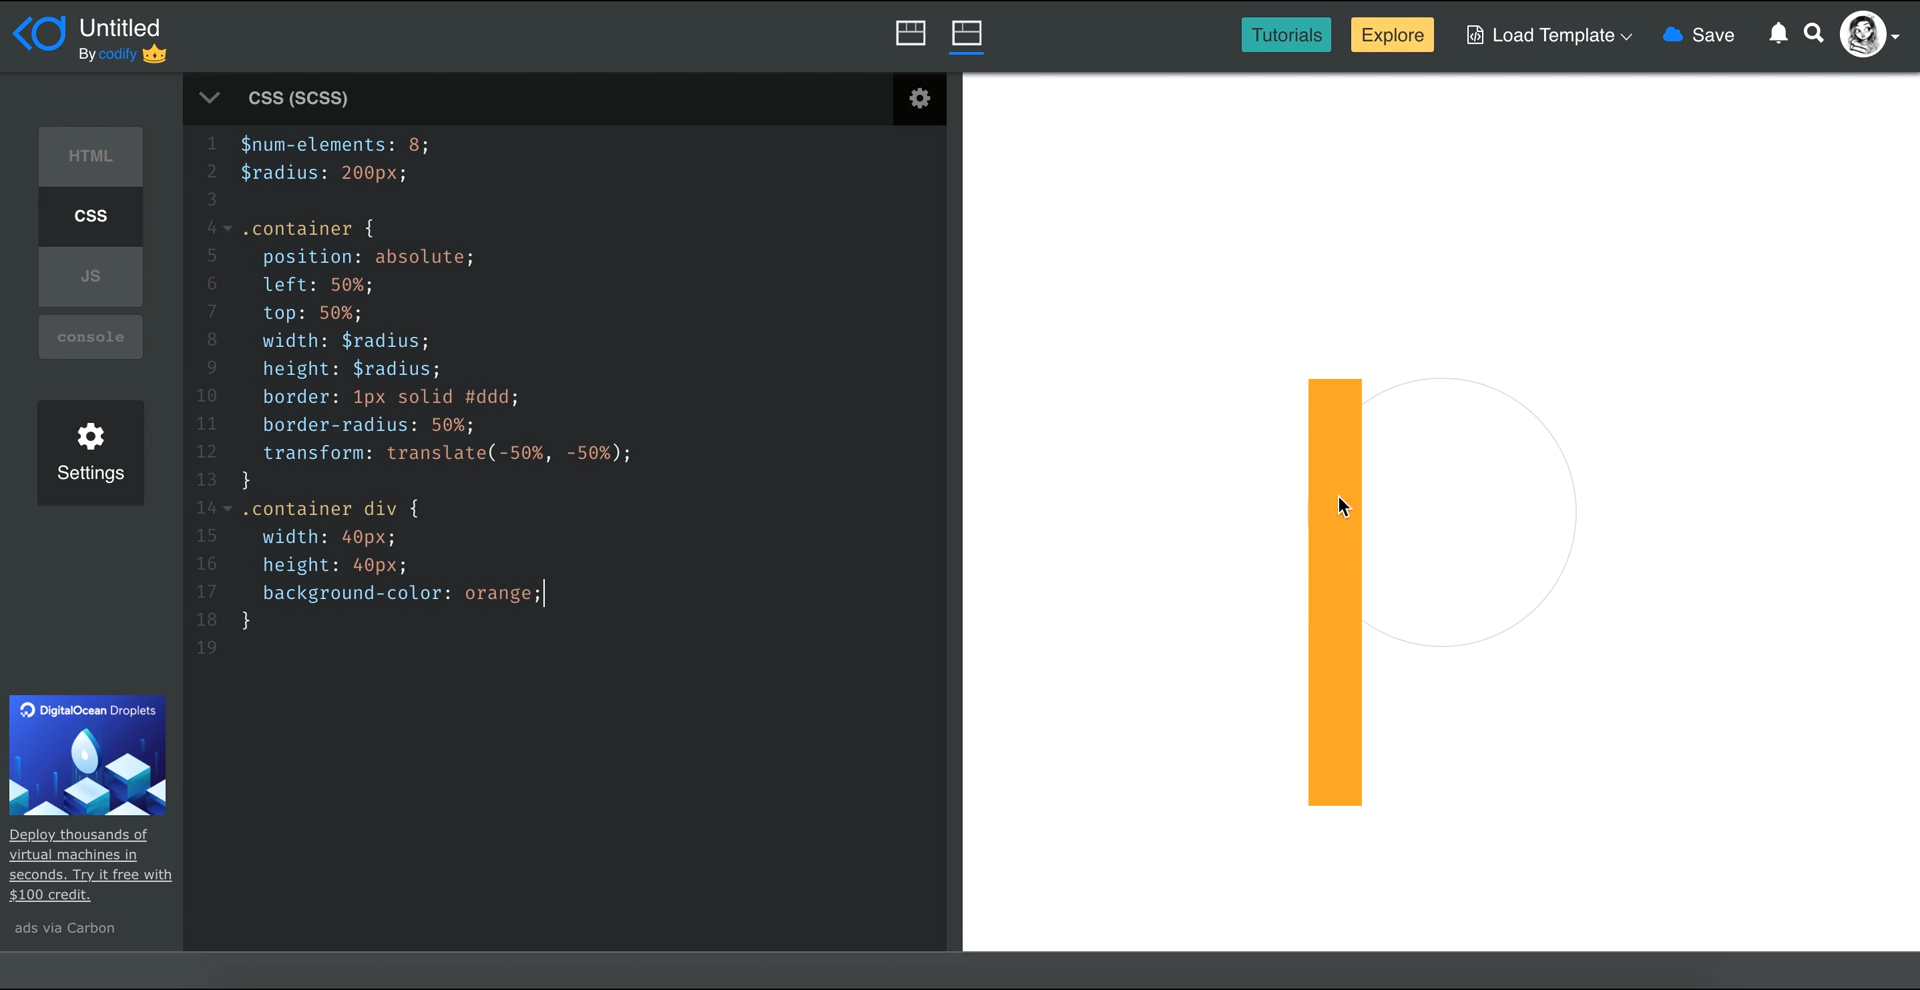 Untitled
By codify
Tutorials
Explore
Load Template
Save
HTML
CSS
JS
console
Settings
CSS (SCSS)
1 $num-elements: 8;
2 $radius: 200px;
3
4 .container {
5 position: absolute;
6 left: 50%;
7 top: 50%;
8 width: $radius;
9 height: $radius;
10 border: 1px solid #ddd;
11 border-radius: 50%;
12 transform: translate(-50%, -50%);
13 }
14 .container div {
15 width: 40px;
16 height: 40px;
17 background-color: orange;
18 }
19
DigitalOcean Droplets
Deploy thousands of
virtual machines in
seconds. Try it free with
$100 credit.
ads via Carbon